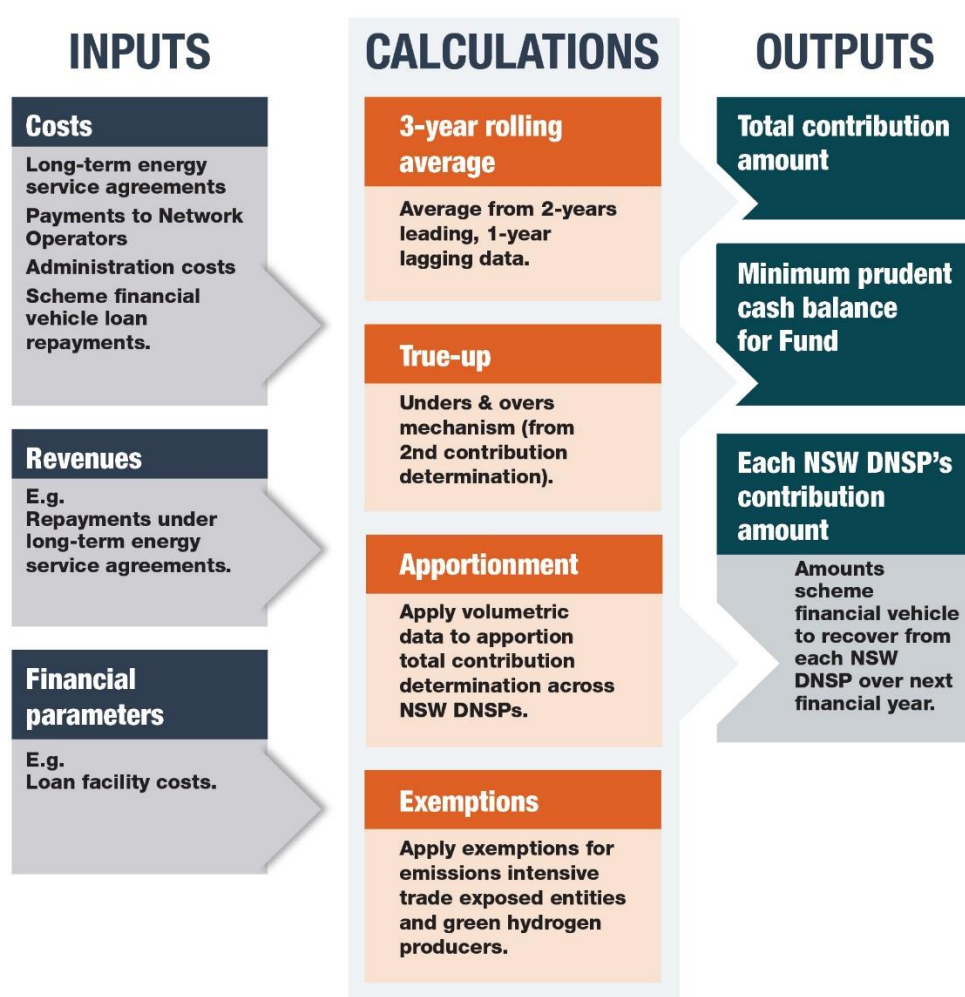 INPUTS
Costs
Long-term energy
service agreements
Payments to Network
Operators
Administration costs
Scheme financial
vehicle loan
repayments.
Revenues
E.g.
Repayments under
long-term energy
service agreements.
Financial
parameters
E.g.
Loan facility costs.
CALCULATIONS
3-year rolling
average
Average from 2-years
leading, 1-year
lagging data.
True-up
Unders & overs
mechanism (from
2nd contribution
determination).
Apportionment
Apply volumetric
data to apportion
total contribution
determination across
NSW DNSPs.
Exemptions
Apply exemptions for
emissions intensive
trade exposed entities
and green hydrogen
producers.
OUTPUTS
Total contribution
amount
Minimum prudent
cash balance
for Fund
Each NSW DNSP's
contribution
amount
Amounts
scheme
financial vehicle
to recover from
each NSW
DNSP over next
financial year.